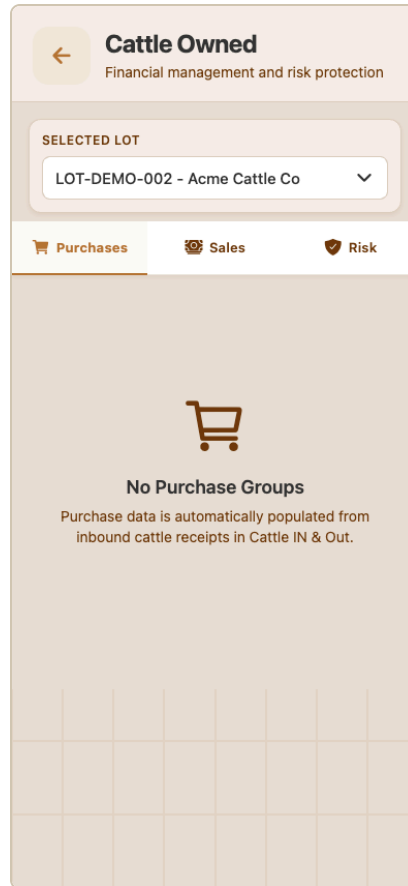 Cattle Owned
Financial management and risk protection
SELECTED LOT
LOT-DEMO-002 - Acme Cattle Co
Purchases
Sales
Risk
No Purchase Groups
Purchase data is automatically populated from
inbound cattle receipts in Cattle IN & Out.